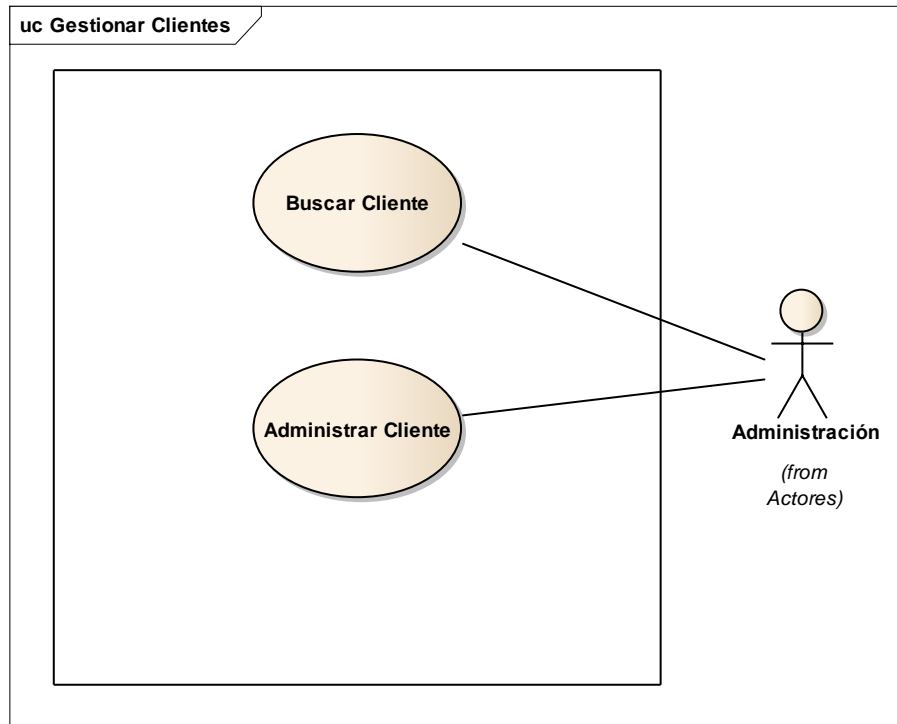 uc Gestionar Clientes
Buscar Cliente
Administrar Cliente
Administración
(from
Actores)